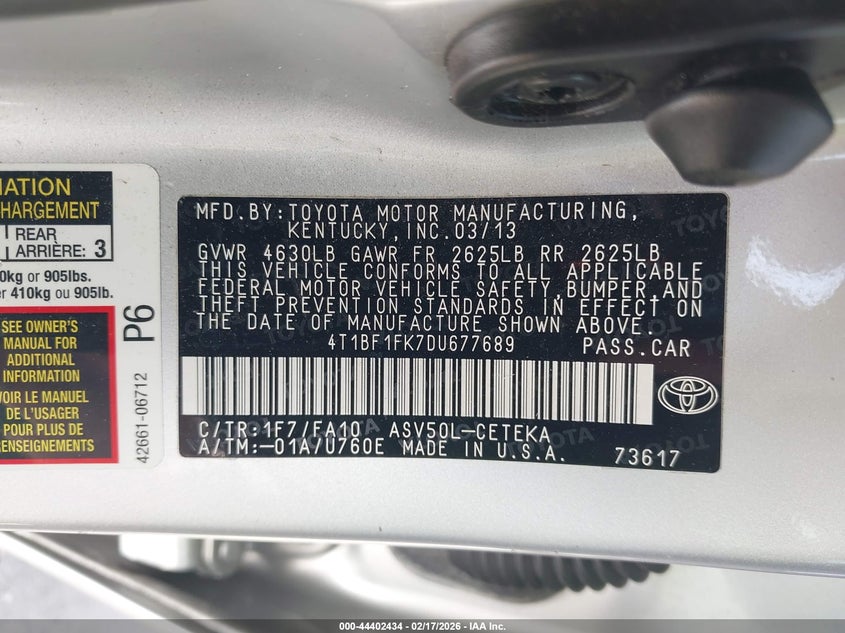 MATION
CHARGEMENT
REAR
ARRIÈRE: 3
0kg or 905lbs.
er 410kg ou 905lb.
SEE OWNER'S
MANUAL FOR
ADDITIONAL
INFORMATION
VOIR LE MANUEL
DE L'USAGER
POUR PLUS DE
RENSEIGNEMENTS
P6
42661-06712
MFD.BY:TOYOTA MOTOR MANUFACTURING,
KENTUCKY,INC.03/13
GVWR 4630LB GAWR FR 2625LB RR 2625LB
THIS VEHICLE CONFORMS TO ALL APPLICABLE
FEDERAL MOTOR VEHICLE SAFETY,BUMPER,AND
THEFT PREVENTION STANDARDS IN EFFECT ON
THE DATE OF MANUFACTURE SHOWN ABOVE.
4T1BF1FK7DU677689 PASS.CAR
C/TR:1F7/FA10 ASV50L-CETEKA
A/TM:-01A/U760E MADE IN U.S.A. 73617
000-44402434 - 02/17/2026 - IAA Inc.